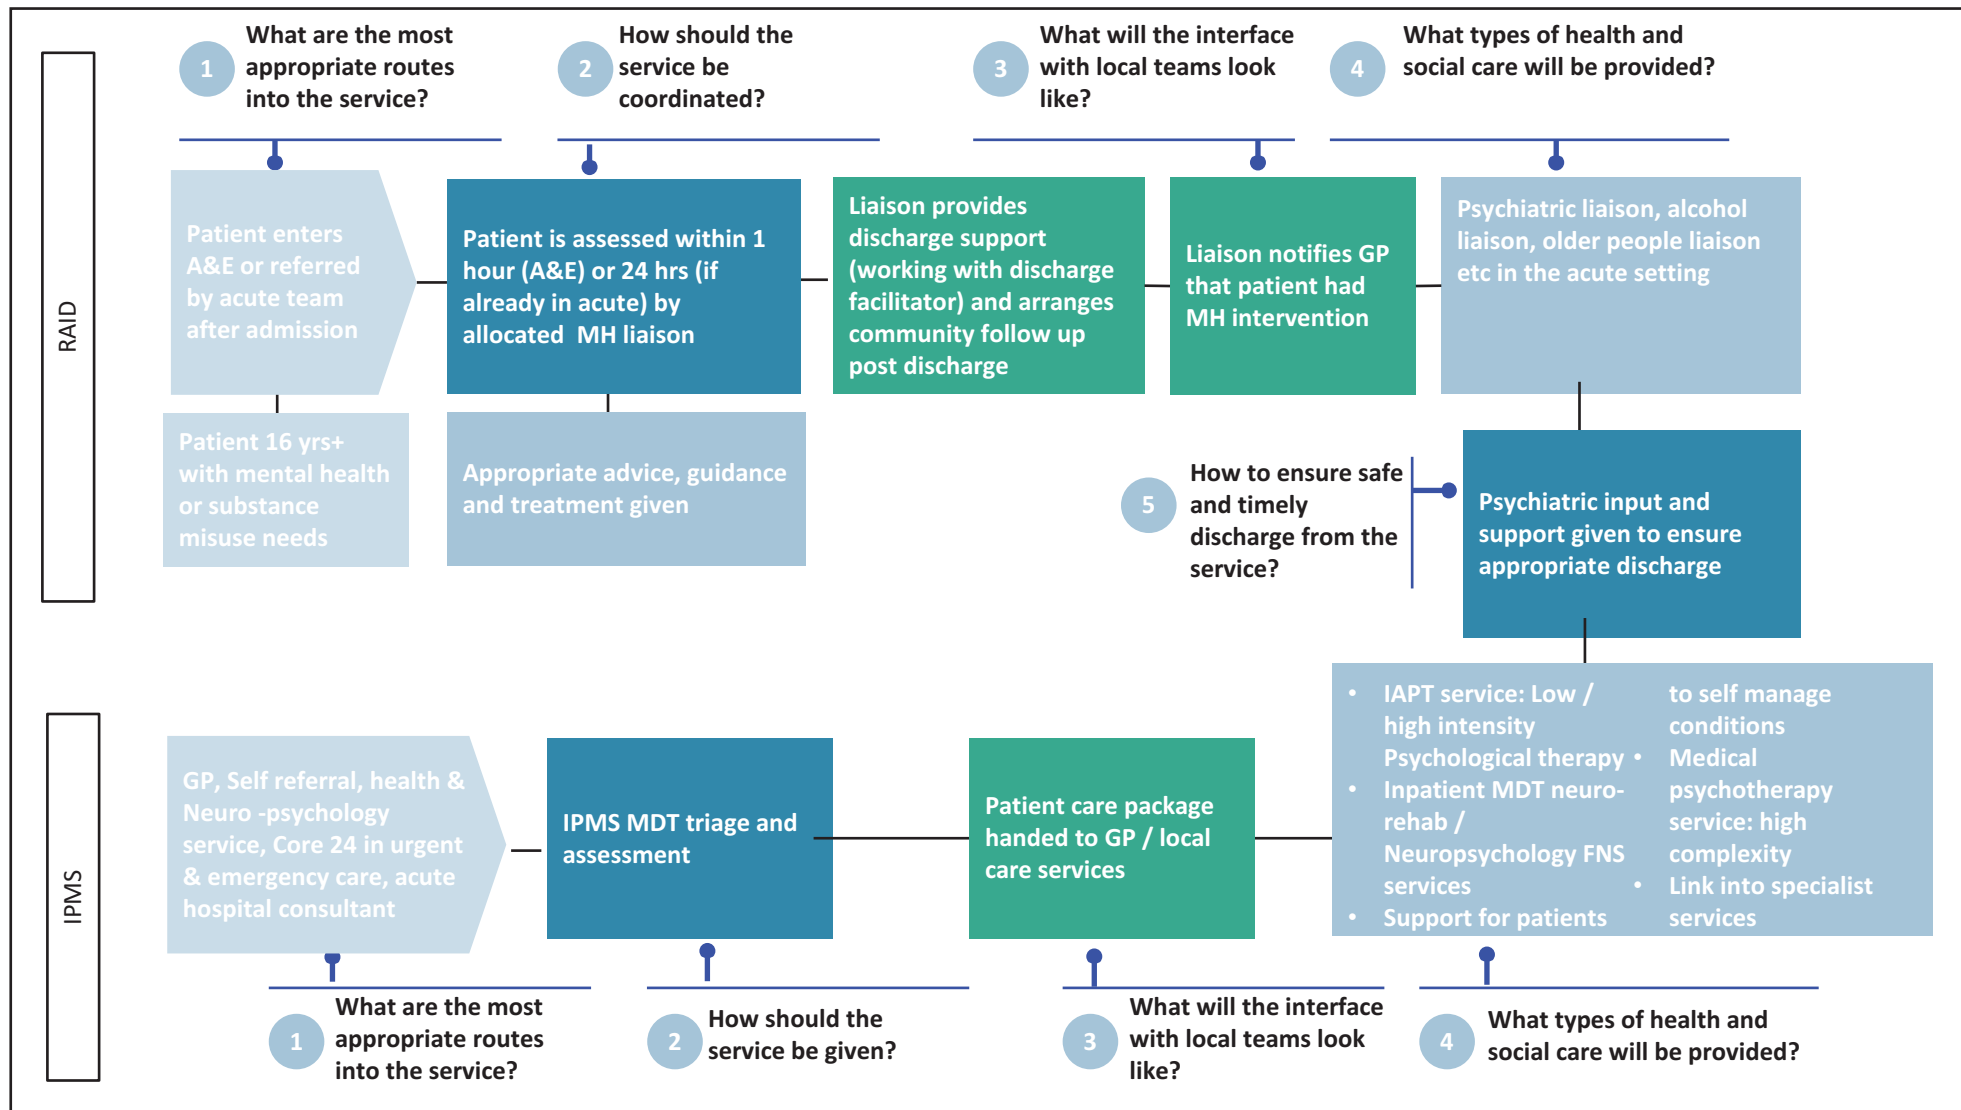 RAID
1
What are the most
appropriate routes
into the service?
2
How should the
service be
coordinated?
3
What will the interface
with local teams look
like?
4
What types of health and
social care will be provided?
Patient enters
A&E or referred
by acute team
after admission
Patient is assessed within 1
hour (A&E) or 24 hrs (if
already in acute) by
allocated MH liaison
Liaison provides
discharge support
(working with discharge
facilitator) and arranges
community follow up
post discharge
Liaison notifies GP
that patient had
MH intervention
Psychiatric liaison, alcohol
liaison, older people liaison
etc in the acute setting
Patient 16 yrs+
with mental health
or substance
misuse needs
Appropriate advice, guidance
and treatment given
5
How to ensure safe
and timely
discharge from the
service?
Psychiatric input and
support given to ensure
appropriate discharge
IPMS
GP, Self referral, health &
Neuro -psychology
service, Core 24 in urgent
& emergency care, acute
hospital consultant
IPMS MDT triage and
assessment
Patient care package
handed to GP / local
care services
• IAPT service: Low /
high intensity
Psychological therapy
• Inpatient MDT neuro-
rehab /
Neuropsychology FNS
services
• Support for patients
to self manage
conditions
• Medical
psychotherapy
service: high
complexity
• Link into specialist
services
1
What are the most
appropriate routes
into the service?
2
How should the
service be given?
3
What will the interface
with local teams look
like?
4
What types of health and
social care will be provided?